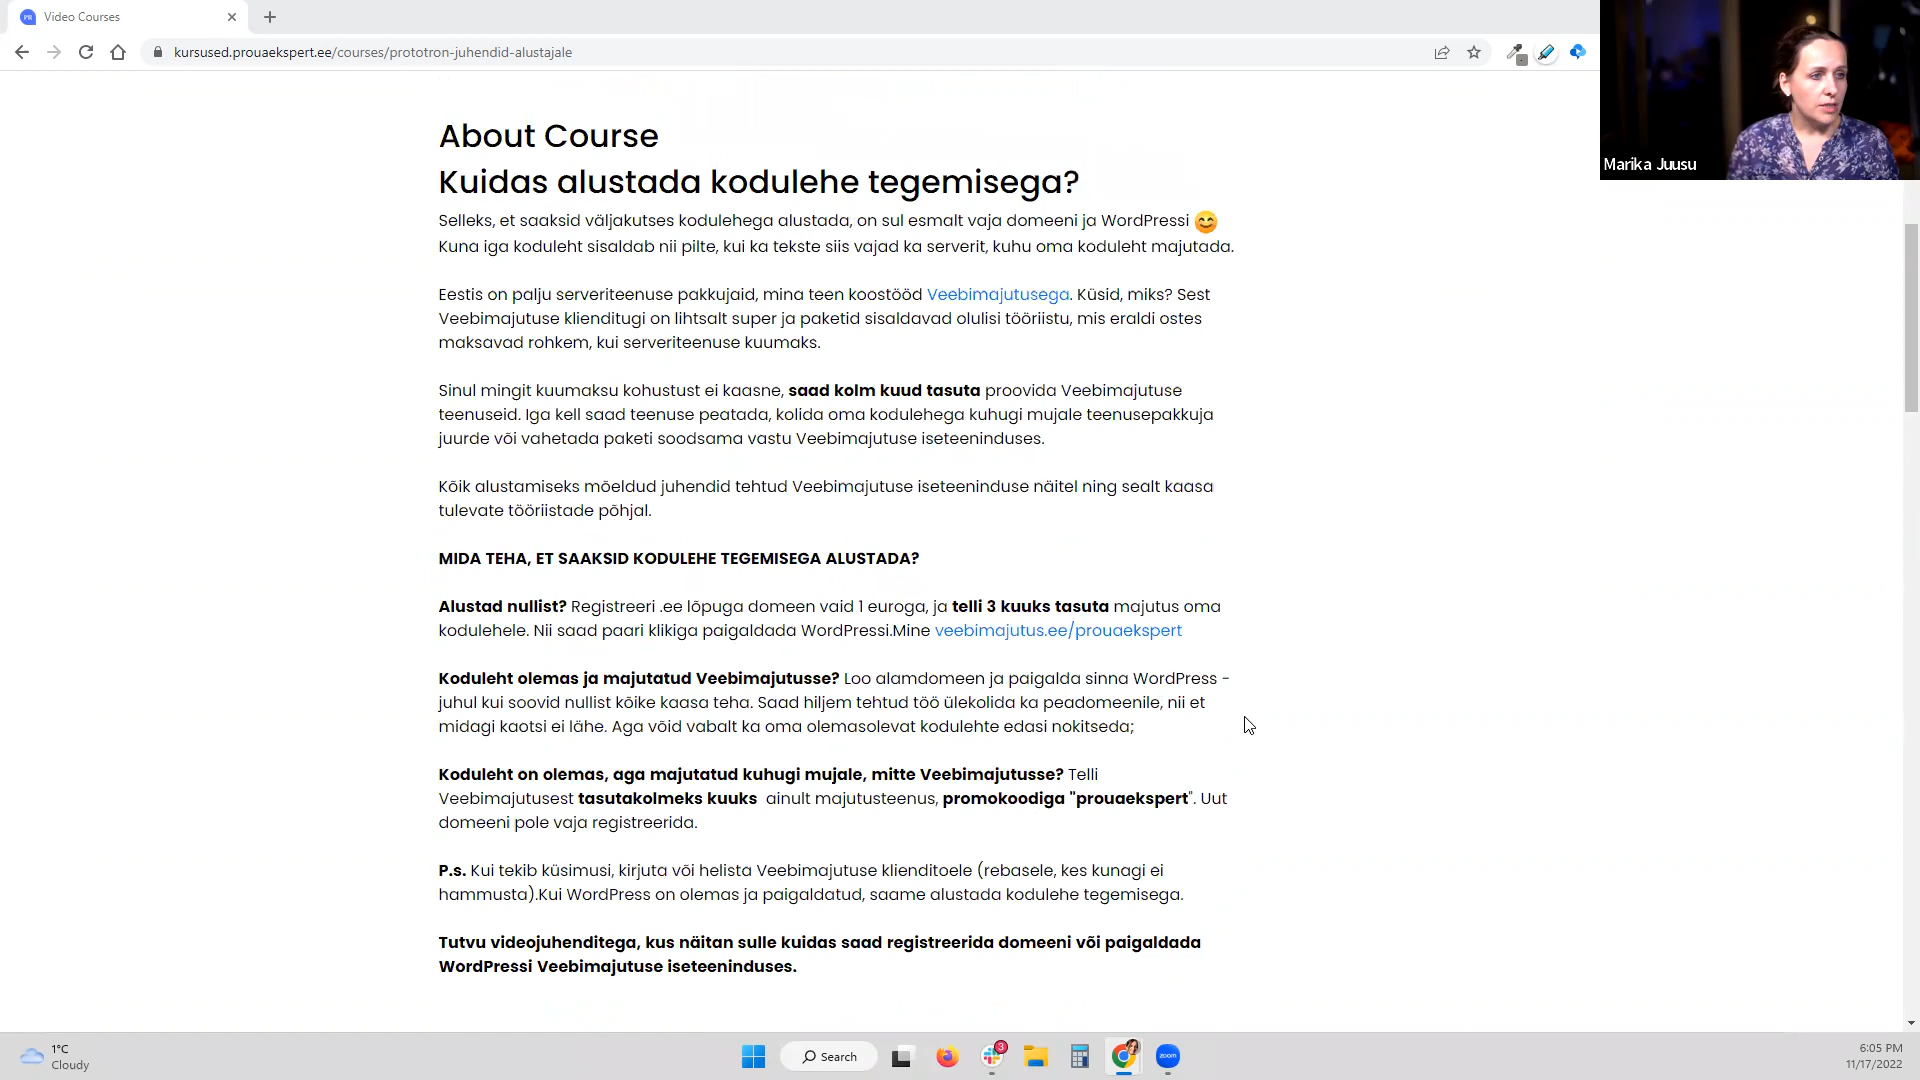 Video Courses
kursused.prouaekspert.ee/courses/prototron-juhendid-alustajale
Marika Juusu
About Course
Kuidas alustada kodulehe tegemisega?
Selleks, et saaksid väljakutses kodulehega alustada, on sul esmalt vaja domeeni ja WordPressi 😊
Kuna iga koduleht sisaldab nii pilte, kui ka tekste siis vajad ka serverit, kuhu oma koduleht majutada.
Eestis on palju serveriteenuse pakkujaid, mina teen koostööd Veebimajutusega. Küsid, miks? Sest
Veebimajutuse klienditugi on lihtsalt super ja paketid sisaldavad olulisi tööriistu, mis eraldi ostes
maksavad rohkem, kui serveriteenuse kuumaks.
Sinul mingit kuumaksu kohustust ei kaasne, saad kolm kuud tasuta proovida Veebimajutuse
teenuseid. Iga kell saad teenuse peatada, kolida oma kodulehega kuhugi mujale teenusepakkuja
juurde või vahetada paketi soodsama vastu Veebimajutuse iseteeninduses.
Kõik alustamiseks mõeldud juhendid tehtud Veebimajutuse iseteeninduse näitel ning sealt kaasa
tulevate tööriistade põhjal.
MIDA TEHA, ET SAAKSID KODULEHE TEGEMISEGA ALUSTADA?
Alustad nullist? Registreeri .ee lõpuga domeen vaid 1 euroga, ja telli 3 kuuks tasuta majutus oma
kodulehele. Nii saad paari klikiga paigaldada WordPressi.Mine veebimajutus.ee/prouaekspert
Koduleht olemas ja majutatud Veebimajutusse? Loo alamdomeen ja paigalda sinna WordPress -
juhul kui soovid nullist kõike kaasa teha. Saad hiljem tehtud töö ülekolida ka peadomeenile, nii et
midagi kaotsi ei lähe. Aga võid vabalt ka oma olemasolevat kodulehte edasi nokitseda;
Koduleht on olemas, aga majutatud kuhugi mujale, mitte Veebimajutusse? Telli
Veebimajutusest tasutakolmeks kuuks  ainult majutusteenus, promokoodiga "prouaekspert". Uut
domeeni pole vaja registreerida.
P.s. Kui tekib küsimusi, kirjuta või helista Veebimajutuse klienditoele (rebasele, kes kunagi ei
hammusta).Kui WordPress on olemas ja paigaldatud, saame alustada kodulehe tegemisega.
Tutvu videojuhenditega, kus näitan sulle kuidas saad registreerida domeeni või paigaldada
WordPressi Veebimajutuse iseteeninduses.
1°C
Cloudy
Search
3
zoom
6:05 PM
11/17/2022